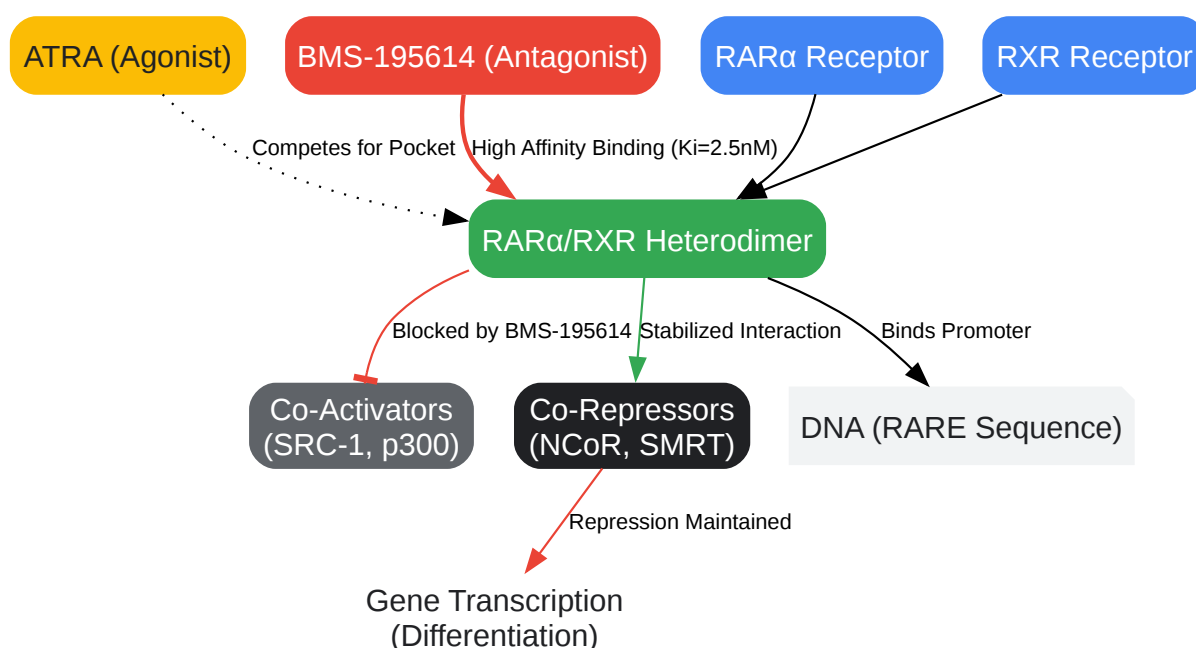 ATRA (Agonist)
BMS-195614 (Antagonist)
RARα Receptor
RXR Receptor
Competes for Pocket
High Affinity Binding (Ki=2.5nM)
RARα/RXR Heterodimer
Blocked by BMS-195614
Stabilized Interaction
Binds Promoter
Co-Activators
(SRC-1, p300)
Co-Repressors
(NCoR, SMRT)
DNA (RARE Sequence)
Repression Maintained
Gene Transcription
(Differentiation)